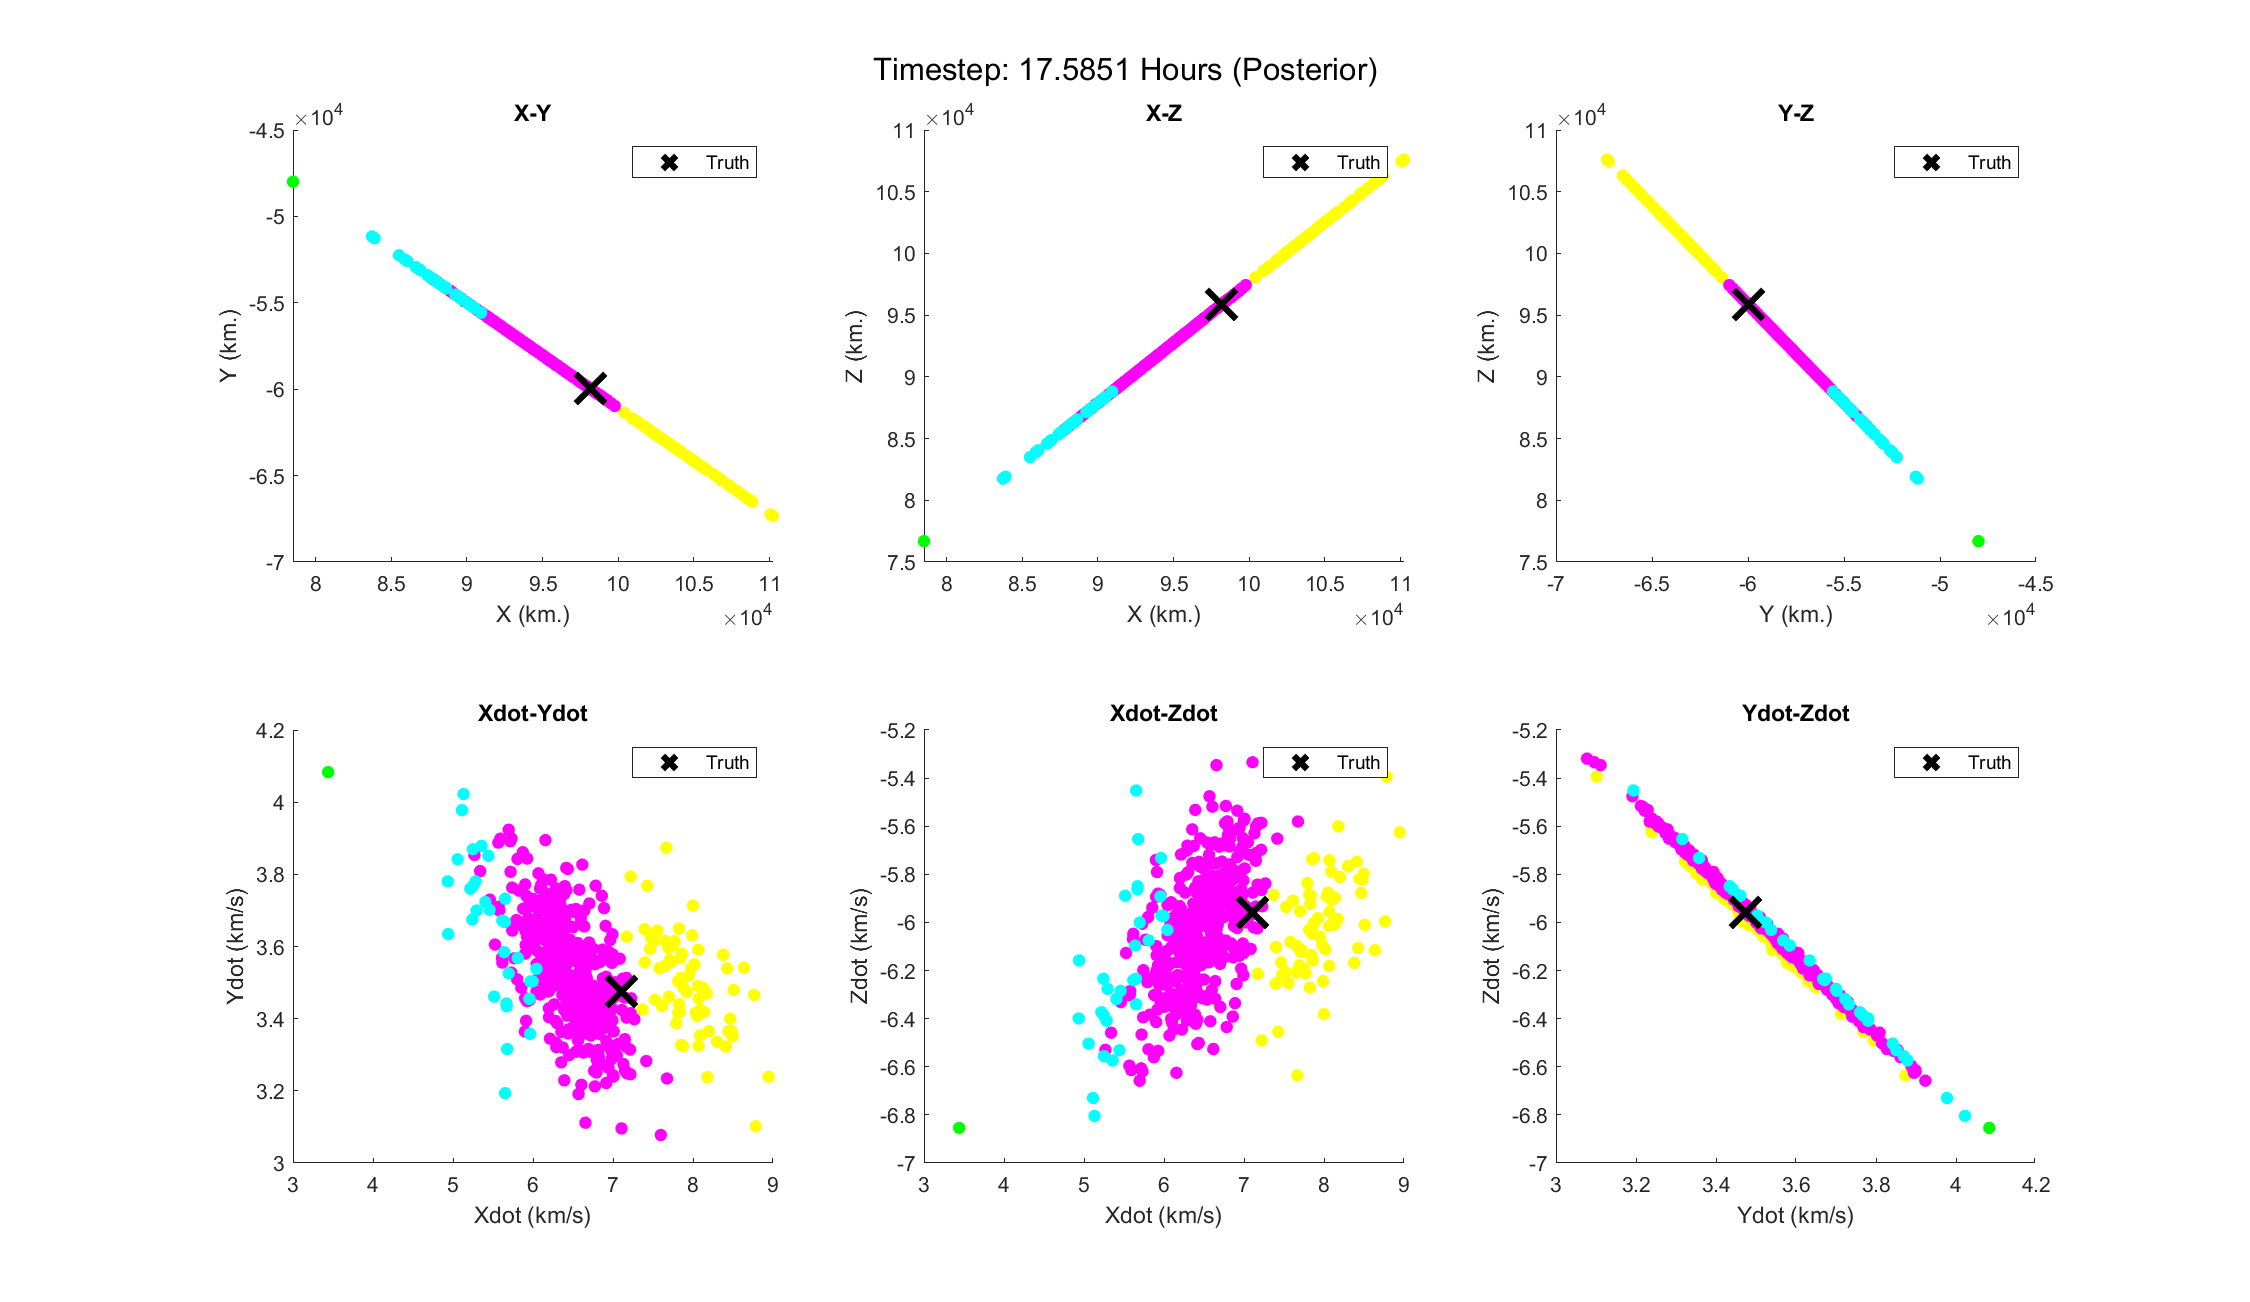 Timestep: 17.5851 Hours (Posterior)
X-Y
×10⁴
-4.5
-5
-5.5
-6
-6.5
-7
Y (km.)
8 8.5 9 9.5 10 10.5 11
X (km.)
×10⁴
Truth
X-Z
×10⁴
11
10.5
10
9.5
9
8.5
8
7.5
Z (km.)
8 8.5 9 9.5 10 10.5 11
X (km.)
×10⁴
Truth
Y-Z
×10⁴
11
10.5
10
9.5
9
8.5
8
7.5
Z (km.)
-7 -6.5 -6 -5.5 -5 -4.5
Y (km.)
×10⁴
Truth
Xdot-Ydot
4.2
4
3.8
3.6
3.4
3.2
3
Ydot (km/s)
3 4 5 6 7 8 9
Xdot (km/s)
Truth
Xdot-Zdot
-5.2
-5.4
-5.6
-5.8
-6
-6.2
-6.4
-6.6
-6.8
-7
Zdot (km/s)
3 4 5 6 7 8 9
Xdot (km/s)
Truth
Ydot-Zdot
-5.2
-5.4
-5.6
-5.8
-6
-6.2
-6.4
-6.6
-6.8
-7
Zdot (km/s)
3 3.2 3.4 3.6 3.8 4 4.2
Ydot (km/s)
Truth